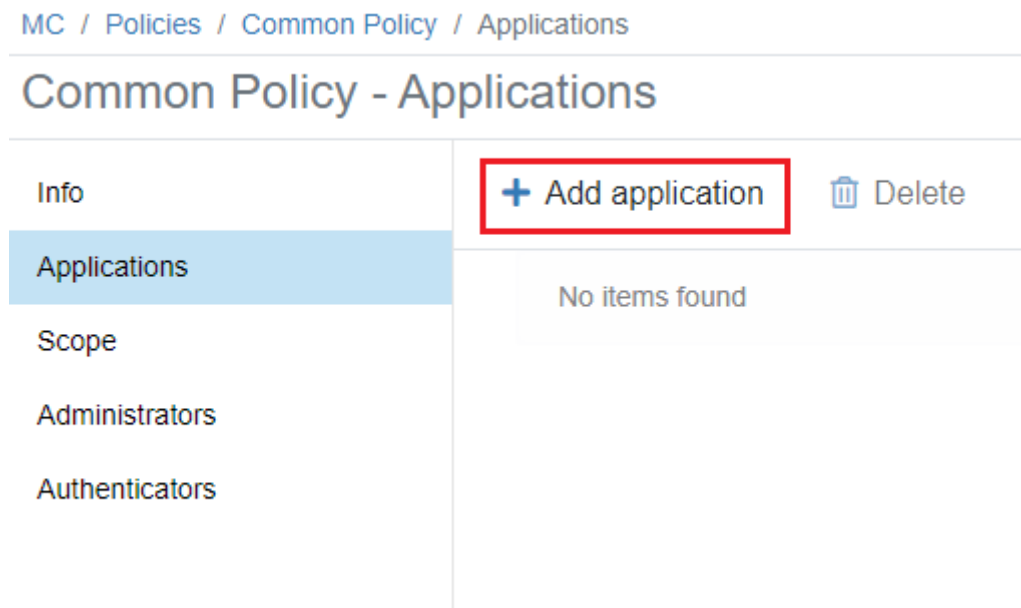 MC / Policies / Common Policy / Applications
Common Policy - Applications
Info
Applications
Scope
Administrators
Authenticators
+ Add application
Delete
No items found